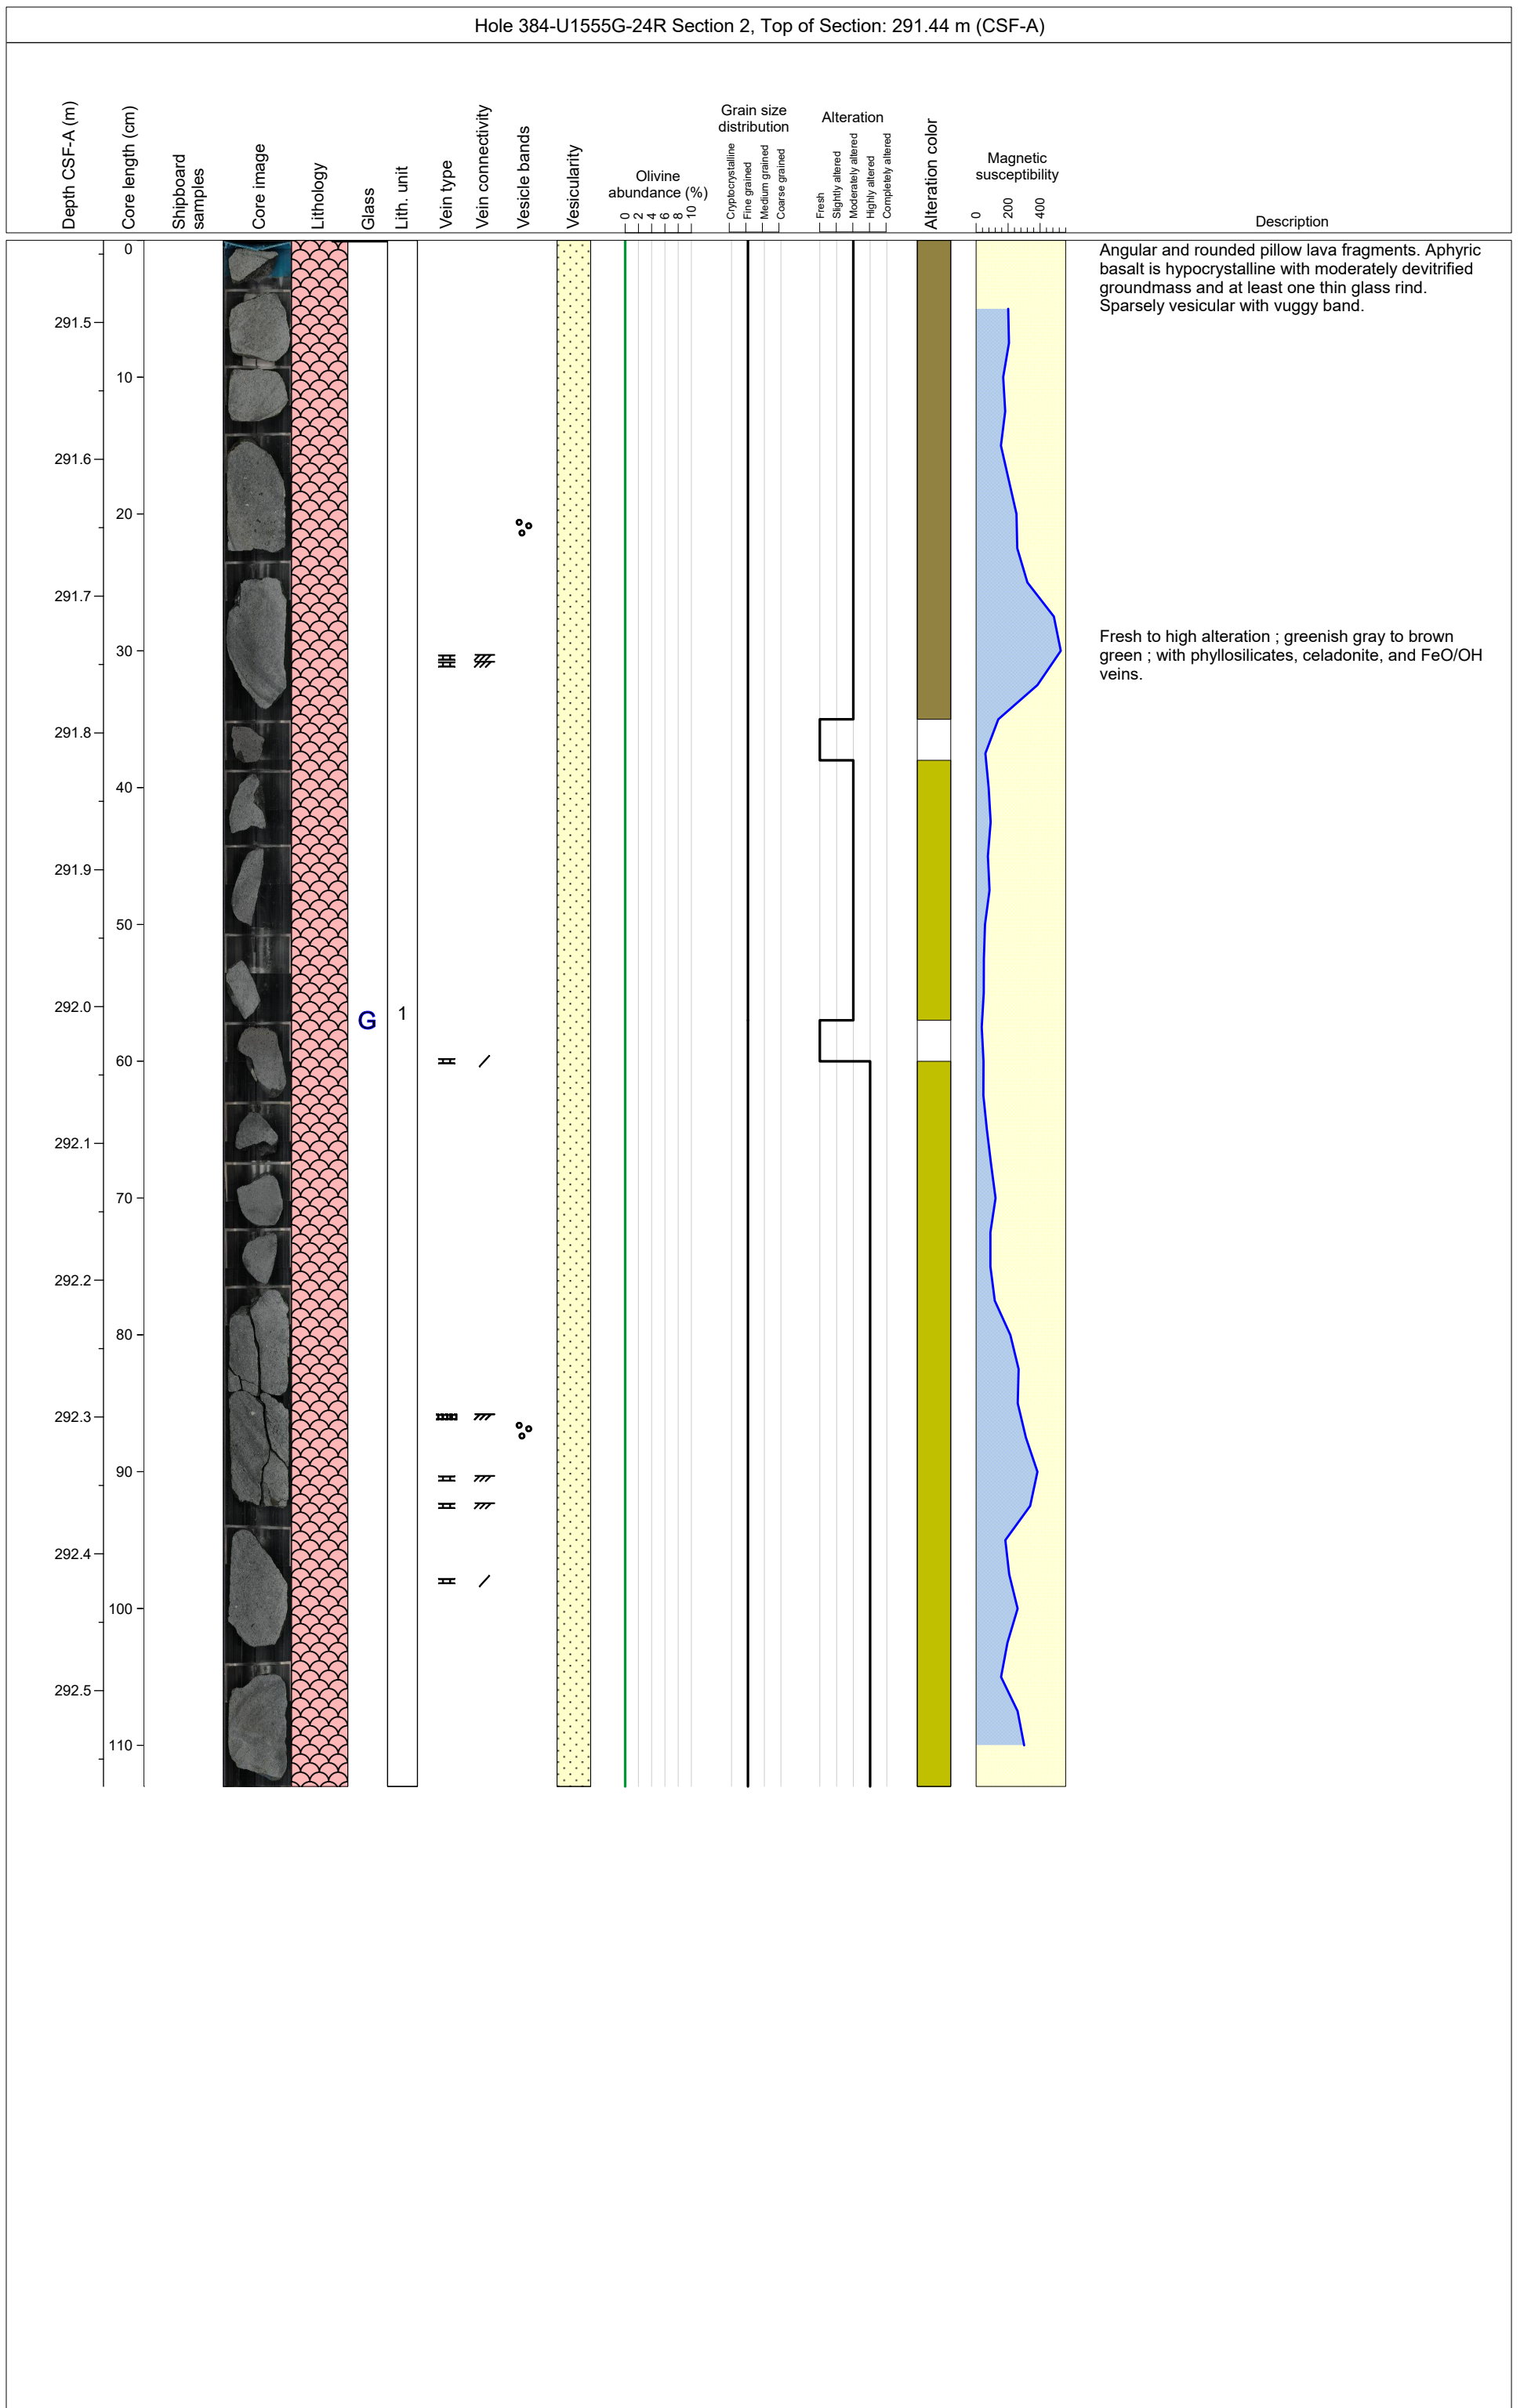 Hole 384-U1555G-24R Section 2, Top of Section: 291.44 m (CSF-A)
Depth CSF-A (m)
Core length (cm)
Shipboard
samples
Core image
Lithology
Glass
Lith. unit
Vein type
Vein connectivity
Vesicle bands
Vesicularity
Olivine
abundance (%)
0 2 4 6 8 10
Grain size
distribution
Cryptocrystalline
Fine grained
Medium grained
Coarse grained
Alteration
Fresh
Slightly altered
Moderately altered
Highly altered
Completely altered
Alteration color
Magnetic
susceptibility
0 200 400
Description
0
291.5
10
291.6
20
291.7
30
291.8
40
291.9
50
292.0
60
292.1
70
292.2
80
292.3
90
292.4
100
292.5
110
G
1
Angular and rounded pillow lava fragments. Aphyric
basalt is hypocrystalline with moderately devitrified
groundmass and at least one thin glass rind.
Sparsely vesicular with vuggy band.
Fresh to high alteration ; greenish gray to brown
green ; with phyllosilicates, celadonite, and FeO/OH
veins.